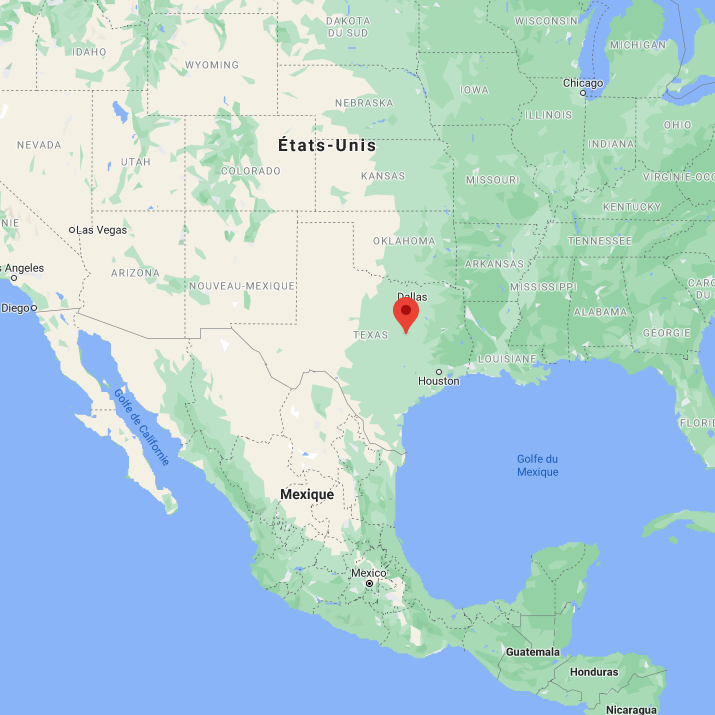 DAKOTA
DU SUD
WISCONSIN
MICHIGAN
IDAHO
WYOMING
Chicago
IOWA
NEBRASKA
ILLINOIS
OHIO
INDIANA
NEVADA
États-Unis
UTAH
COLORADO
KANSAS
MISSOURI
VIRGINIE-OCC
KENTUCKY
NIE
Las Vegas
OKLAHOMA
TENNESSEE
s Angeles
ARIZONA
ARKANSAS
NOUVEAU-MEXIQUE
MISSISSIPPI
CARO
DU
Dallas
Diego
ALABAMA
TEXAS
GÉORGIE
LOUISIANE
Houston
Golfe de Californie
FLORID
Golfe du
Mexique
Mexique
Mexico
Guatemala
Honduras
Nicaragua